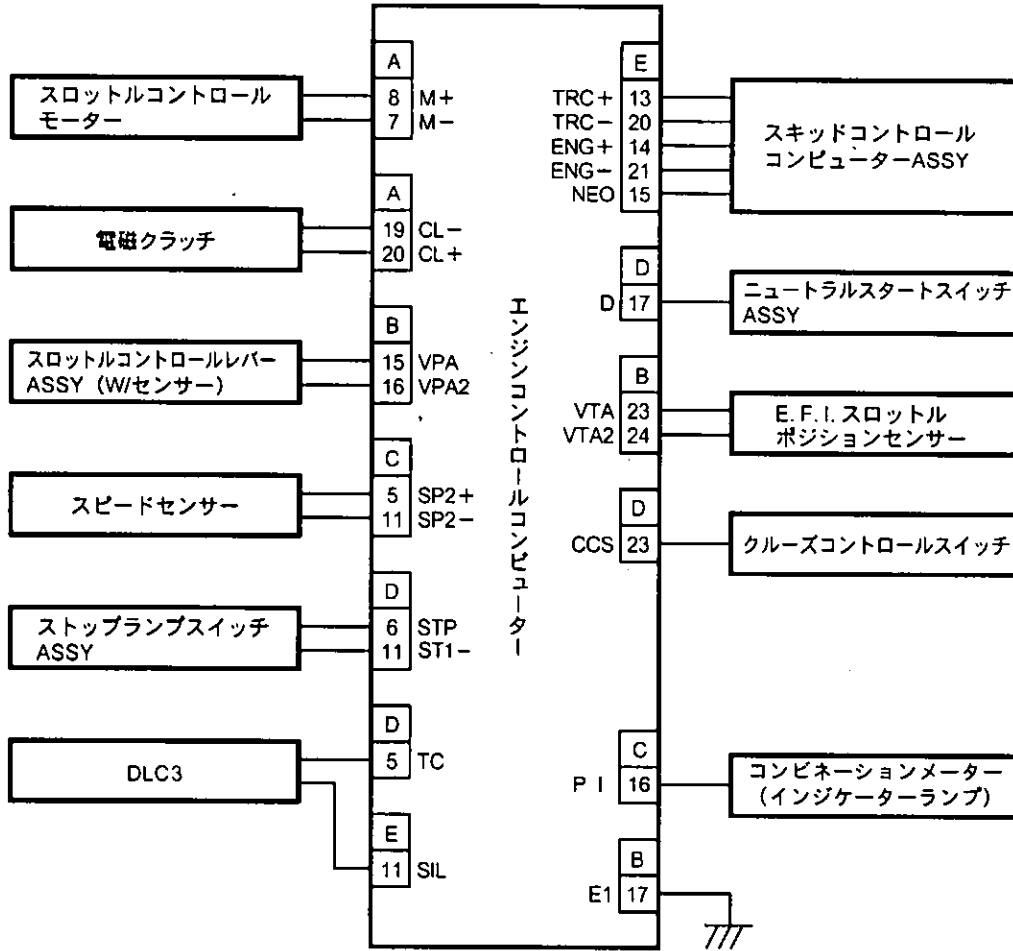 A
スロットルコントロール
モーター
8 M+
7 M-
A
電磁クラッチ
19 CL-
20 CL+
B
スロットルコントロールレバー
ASSY (W/センサー)
15 VPA
16 VPA2
C
スピードセンサー
5 SP2+
11 SP2-
D
ストップランプスイッチ
ASSY
6 STP
11 ST1-
D
DLC3
5 TC
E
11 SIL
エンジンコントロールコンピューター
E
TRC+ 13
TRC- 20
ENG+ 14
ENG- 21
NEO 15
スキッドコントロール
コンピューターASSY
D
D 17
ニュートラルスタートスイッチ
ASSY
B
VTA 23
VTA2 24
E.F.I.スロットル
ポジションセンサー
D
CCS 23
クルーズコントロールスイッチ
C
P I 16
コンビネーションメーター
(インジケーターランプ)
B
E1 17